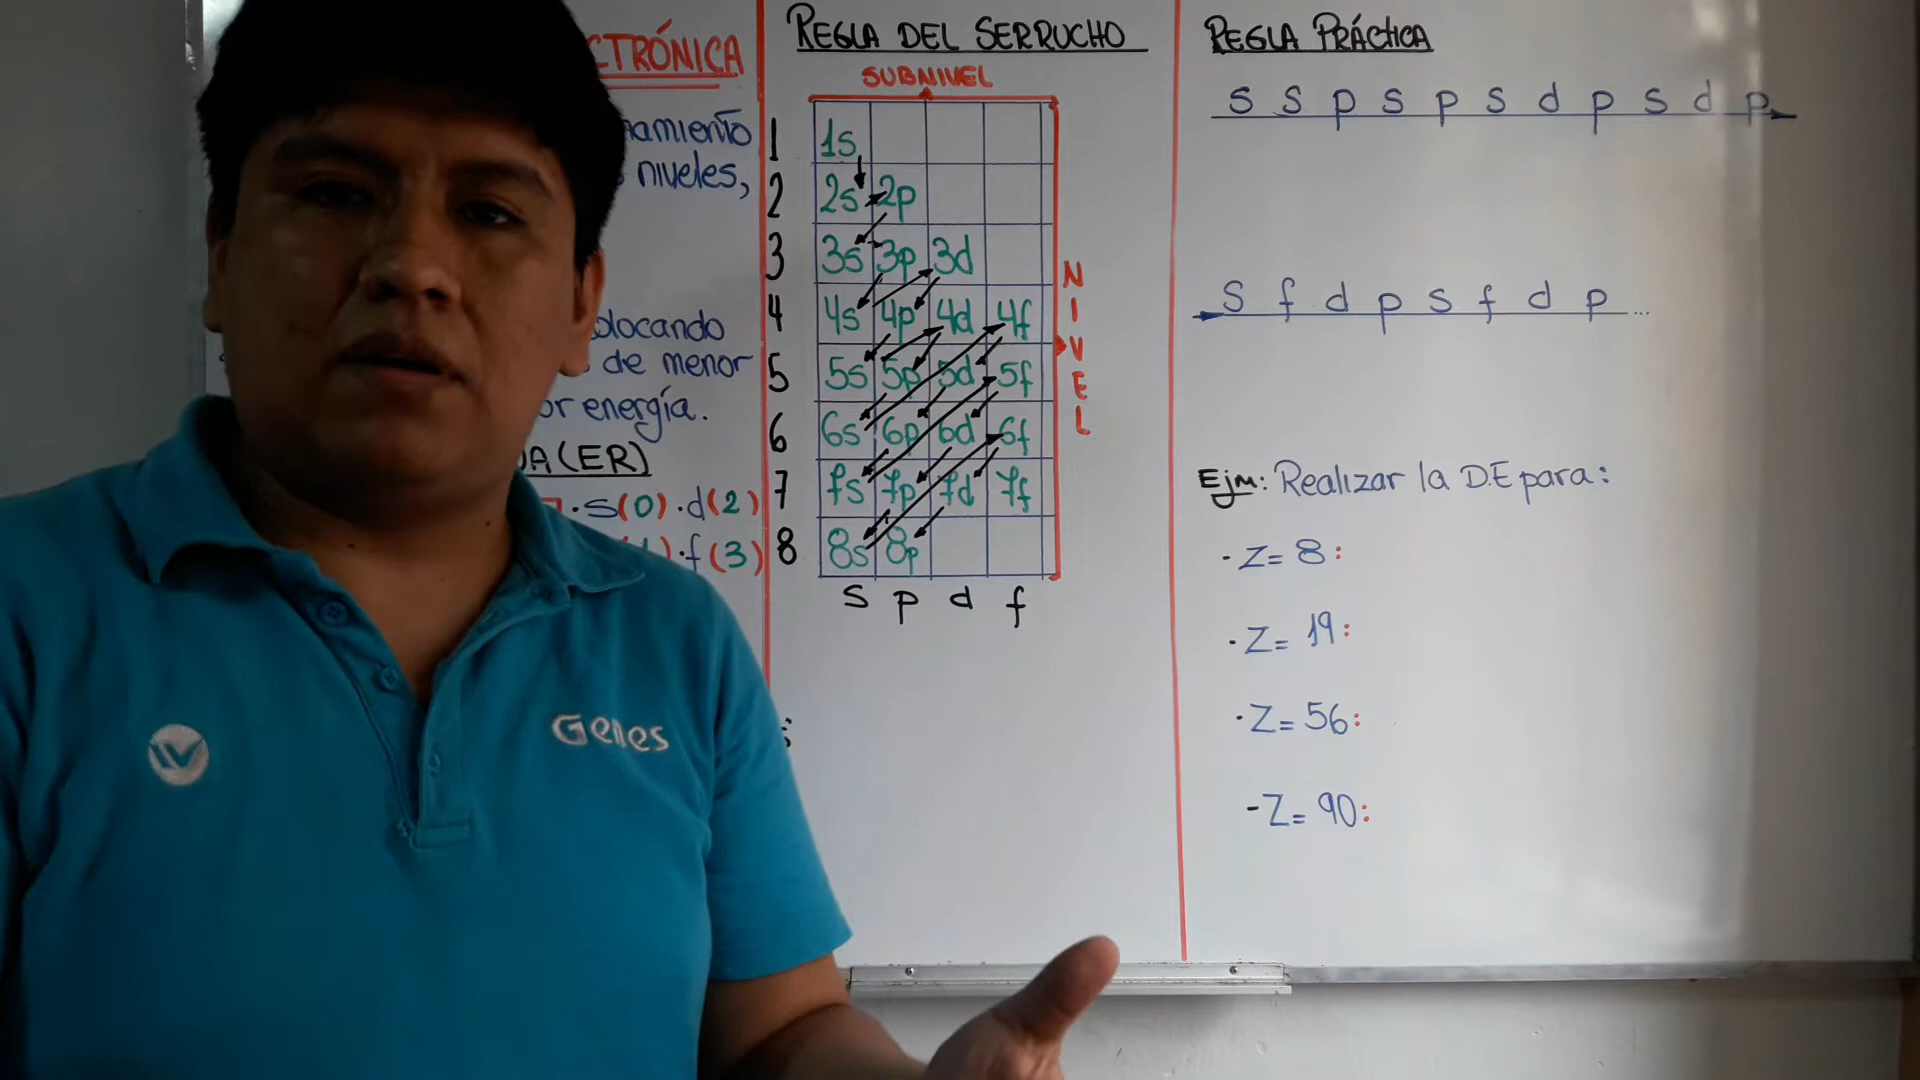 CTRÓNICA
namiento
niveles,
olocando
de menor
or energía.
DA (ER)
·s(0)·d(2)
·f(3)
REGLA DEL SERRUCHO
SUBNIVEL
1 1s
2 2s 2p
3 3s 3p 3d
4 4s 4p 4d 4f
5 5s 5p 5d 5f
6 6s 6p 6d 6f
7 7s 7p 7d 7f
8 8s 8p
s p d f
NIVEL
REGLA PRÁCTICA
s s p s p s d p s d p
s f d p s f d p ...
Ejm: Realizar la D.E para:
·Z= 8:
·Z= 19:
·Z= 56:
-Z= 90:
Genes